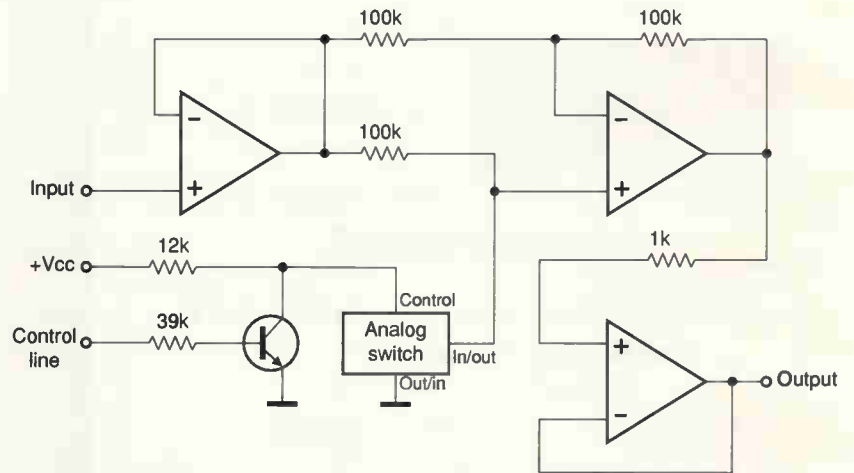 100k
100k
−
100k
−
+
+
Input
12k
1k
+Vcc
Control
39k
Control
line
Analog
switch
In/out
Out/in
+
−
Output